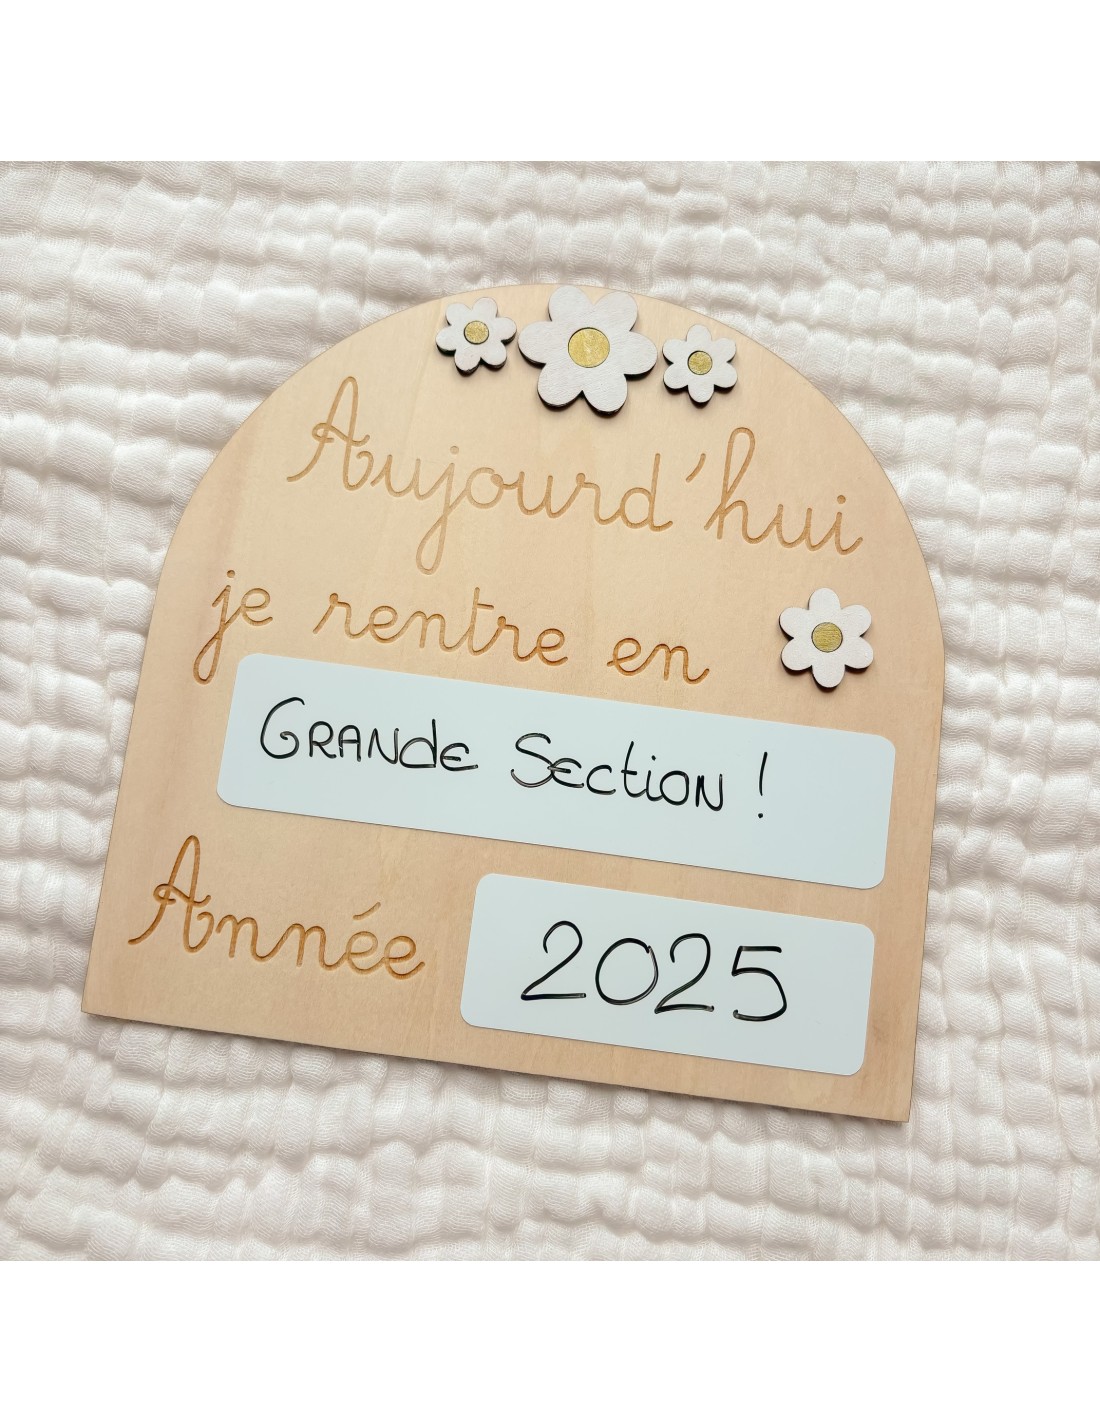 Aujourd'hui
je rentre en
GRANdE Section !
Année 2025